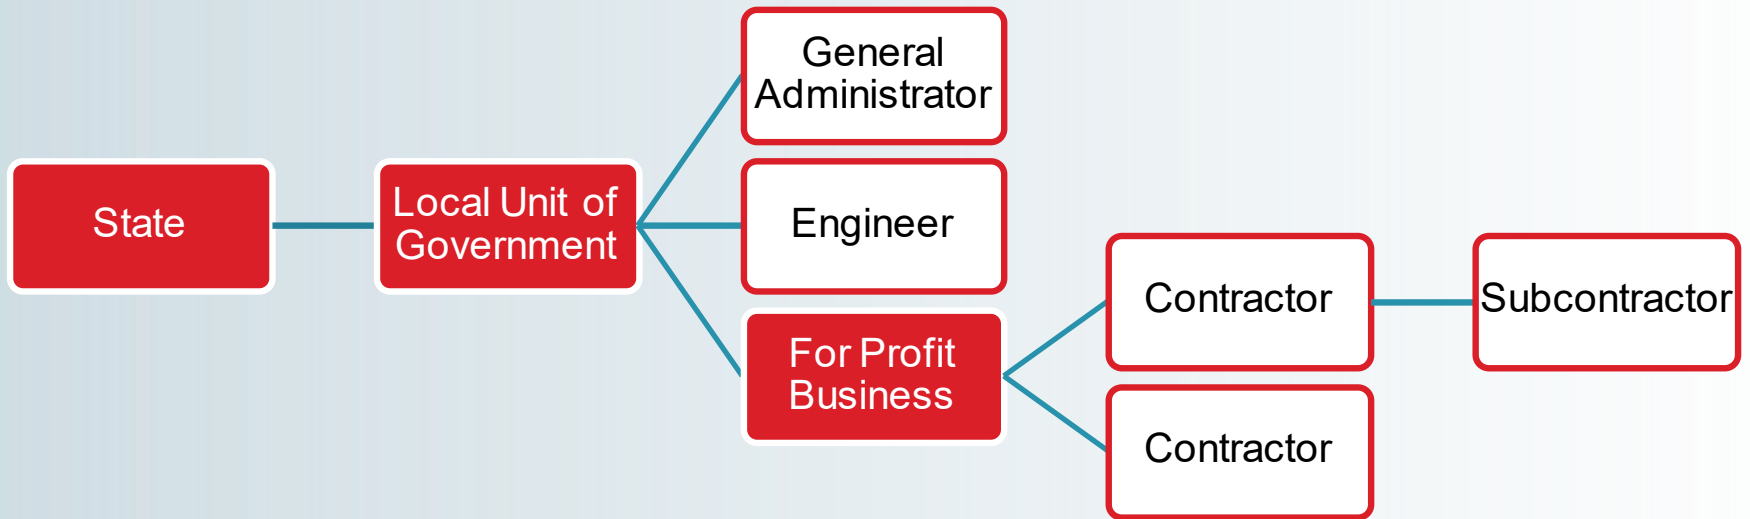 State
Local Unit of
Government
General
Administrator
Engineer
For Profit
Business
Contractor
Subcontractor
Contractor